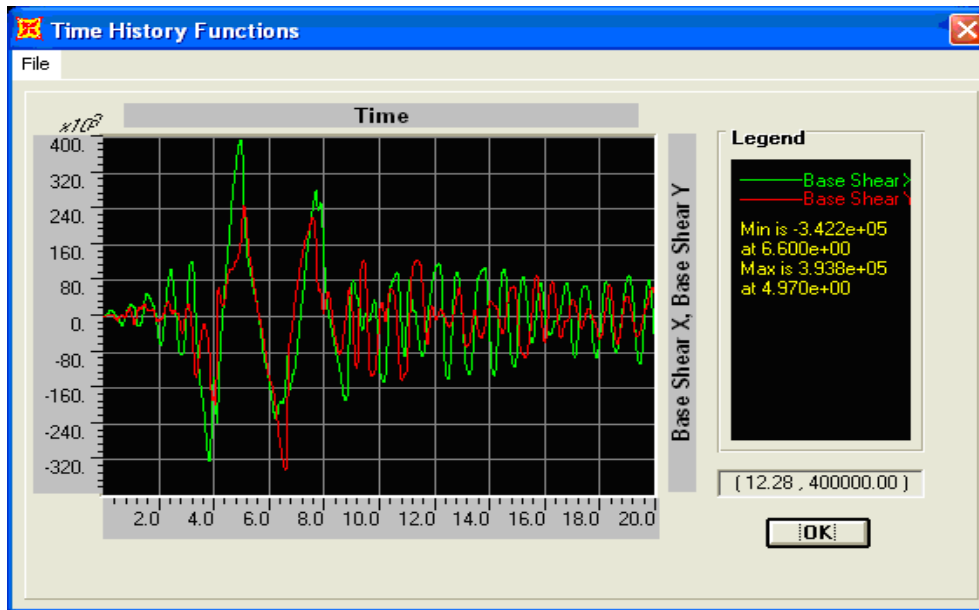 Time History Functions
File
Time
x10³
400.
320.
240.
160.
80.
0.
-80.
-160.
-240.
-320.
2.0 4.0 6.0 8.0 10.0 12.0 14.0 16.0 18.0 20.0
Base Shear X, Base Shear Y
Legend
Base Shear X
Base Shear Y
Min is -3.422e+05
at 6.600e+00
Max is 3.938e+05
at 4.970e+00
( 12.28 , 400000.00 )
OK